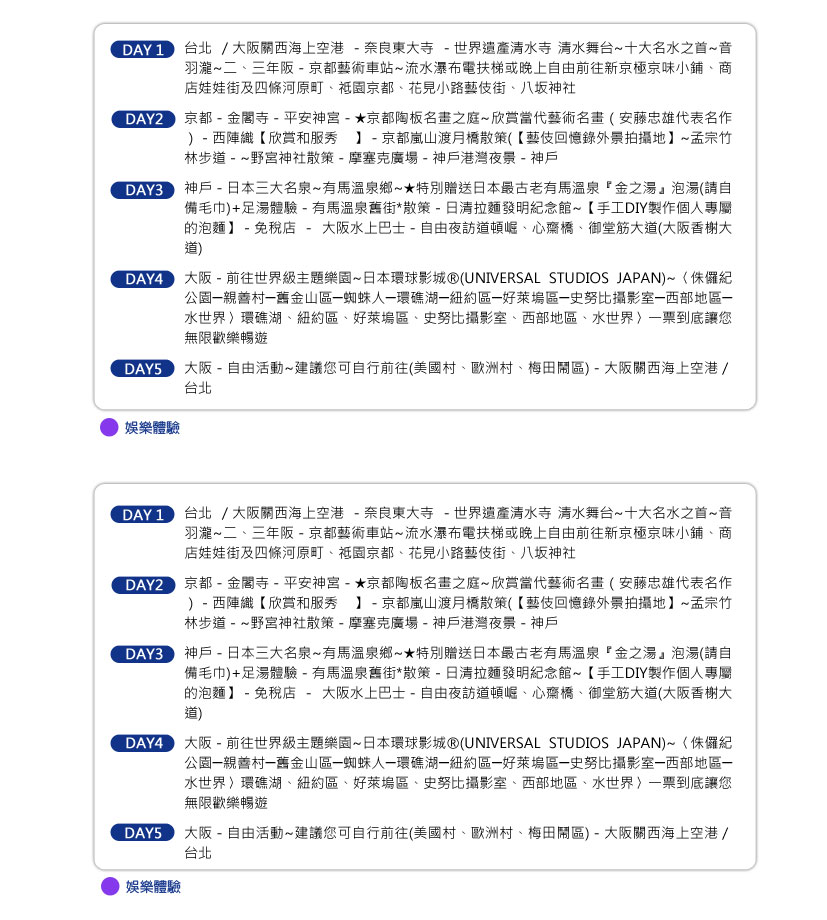 DAY 1 台北 / 大阪關西海上空港 - 奈良東大寺 - 世界遺產清水寺 清水舞台~十大名水之首~音
羽瀧~二、三年阪 - 京都藝術車站~流水瀑布電扶梯或晚上自由前往新京極京味小鋪、商
店娃娃街及四條河原町、祗園京都、花見小路藝伎街、八坂神社
DAY2 京都 - 金閣寺 - 平安神宮 - ★京都陶板名畫之庭~欣賞當代藝術名畫 ( 安藤忠雄代表名作
) - 西陣織【欣賞和服秀 】 - 京都嵐山渡月橋散策(【藝伎回憶錄外景拍攝地】~孟宗竹
林步道 - ~野宮神社散策 - 摩塞克廣場 - 神戶港灣夜景 - 神戶
DAY3 神戶 - 日本三大名泉~有馬溫泉鄉~★特別贈送日本最古老有馬溫泉『金之湯』泡湯(請自
備毛巾)+足湯體驗 - 有馬溫泉舊街*散策 - 日清拉麵發明紀念館~【手工DIY製作個人專屬
的泡麵】 - 免稅店 - 大阪水上巴士 - 自由夜訪道頓崛、心齋橋、御堂筋大道(大阪香榭大
道)
DAY4 大阪 - 前往世界級主題樂園~日本環球影城®(UNIVERSAL STUDIOS JAPAN)~〈侏儸紀
公園─親善村─舊金山區─蜘蛛人─環礁湖─紐約區─好萊塢區─史努比攝影室─西部地區─
水世界〉環礁湖、紐約區、好萊塢區、史努比攝影室、西部地區、水世界〉一票到底讓您
無限歡樂暢遊
DAY5 大阪 - 自由活動~建議您可自行前往(美國村、歐洲村、梅田鬧區) - 大阪關西海上空港 /
台北
娛樂體驗
DAY 1 台北 / 大阪關西海上空港 - 奈良東大寺 - 世界遺產清水寺 清水舞台~十大名水之首~音
羽瀧~二、三年阪 - 京都藝術車站~流水瀑布電扶梯或晚上自由前往新京極京味小鋪、商
店娃娃街及四條河原町、祗園京都、花見小路藝伎街、八坂神社
DAY2 京都 - 金閣寺 - 平安神宮 - ★京都陶板名畫之庭~欣賞當代藝術名畫 ( 安藤忠雄代表名作
) - 西陣織【欣賞和服秀 】 - 京都嵐山渡月橋散策(【藝伎回憶錄外景拍攝地】~孟宗竹
林步道 - ~野宮神社散策 - 摩塞克廣場 - 神戶港灣夜景 - 神戶
DAY3 神戶 - 日本三大名泉~有馬溫泉鄉~★特別贈送日本最古老有馬溫泉『金之湯』泡湯(請自
備毛巾)+足湯體驗 - 有馬溫泉舊街*散策 - 日清拉麵發明紀念館~【手工DIY製作個人專屬
的泡麵】 - 免稅店 - 大阪水上巴士 - 自由夜訪道頓崛、心齋橋、御堂筋大道(大阪香榭大
道)
DAY4 大阪 - 前往世界級主題樂園~日本環球影城®(UNIVERSAL STUDIOS JAPAN)~〈侏儸紀
公園─親善村─舊金山區─蜘蛛人─環礁湖─紐約區─好萊塢區─史努比攝影室─西部地區─
水世界〉環礁湖、紐約區、好萊塢區、史努比攝影室、西部地區、水世界〉一票到底讓您
無限歡樂暢遊
DAY5 大阪 - 自由活動~建議您可自行前往(美國村、歐洲村、梅田鬧區) - 大阪關西海上空港 /
台北
娛樂體驗